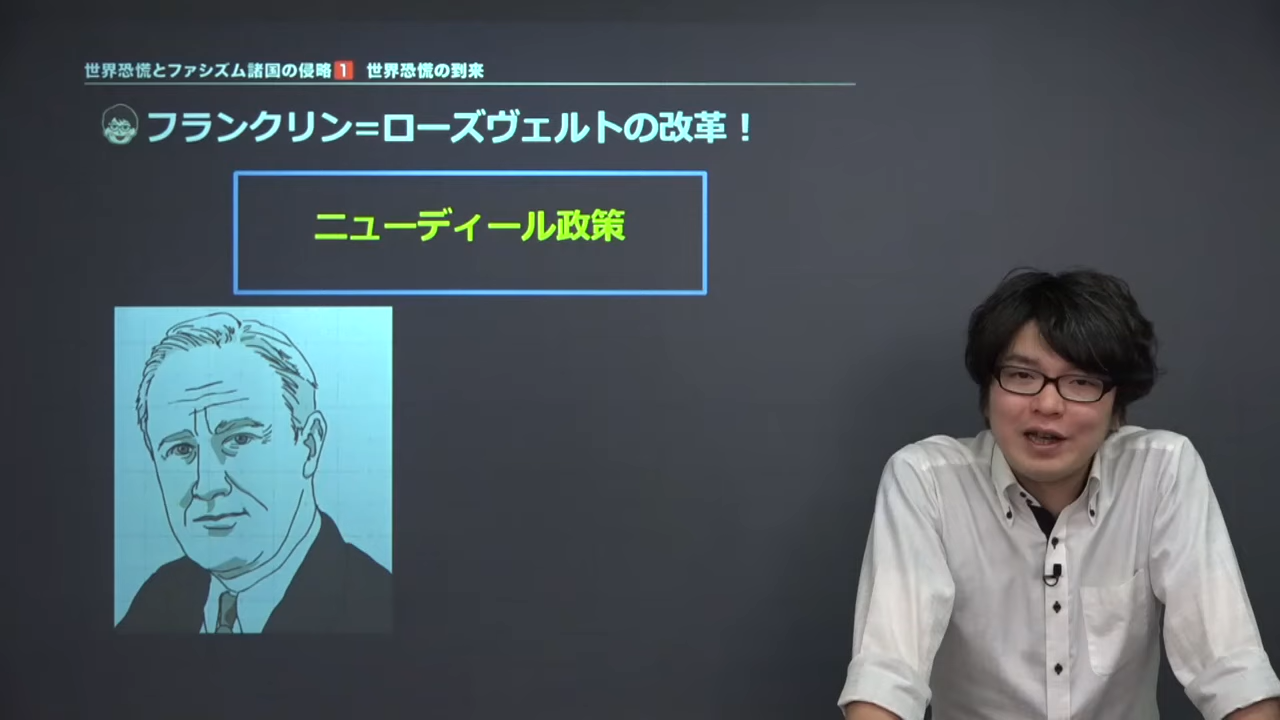 世界恐慌とファシズム諸国の侵略1 世界恐慌の到来
フランクリン=ローズヴェルトの改革！
ニューディール政策